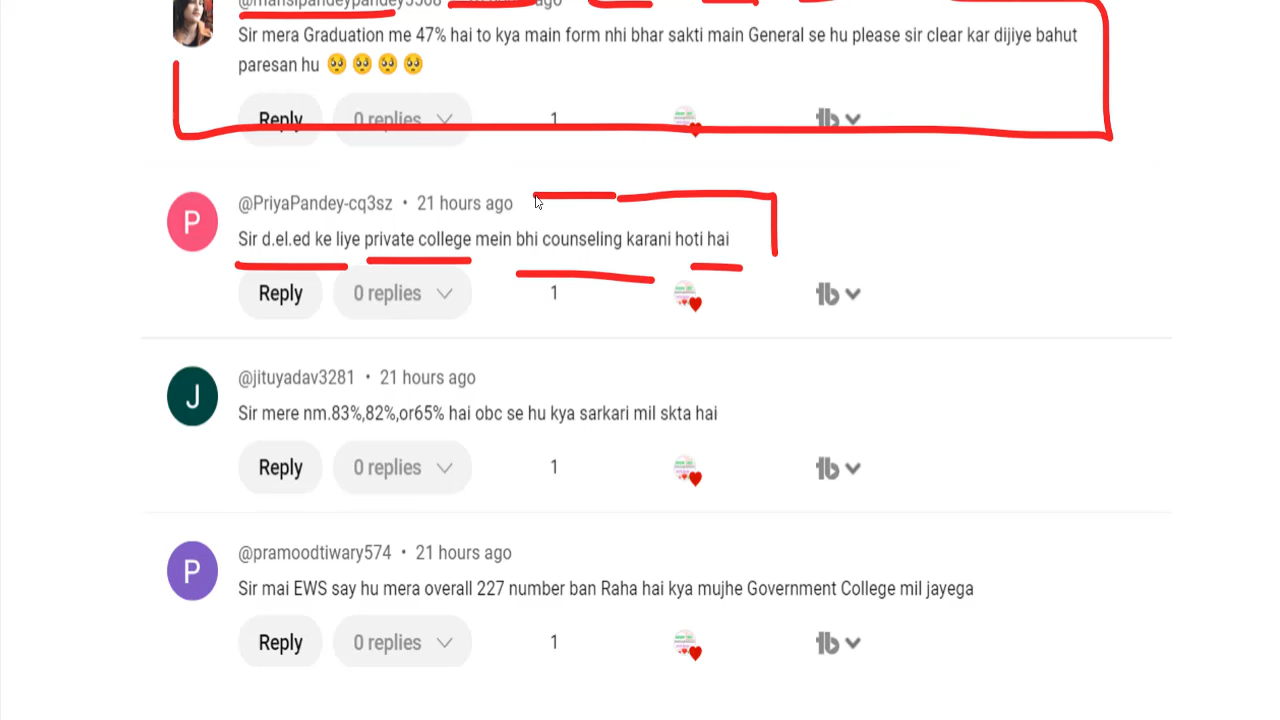 @mansipandeypandey5568 ago
Sir mera Graduation me 47% hai to kya main form nhi bhar sakti main General se hu please sir clear kar dijiye bahut
paresan hu 🥺 🥺 🥺 🥺
Reply 0 replies 1
P @PriyaPandey-cq3sz • 21 hours ago
Sir d.el.ed ke liye private college mein bhi counseling karani hoti hai
Reply 0 replies 1
J @jituyadav3281 • 21 hours ago
Sir mere nm.83%,82%,or65% hai obc se hu kya sarkari mil skta hai
Reply 0 replies 1
P @pramoodtiwary574 • 21 hours ago
Sir mai EWS say hu mera overall 227 number ban Raha hai kya mujhe Government College mil jayega
Reply 0 replies 1